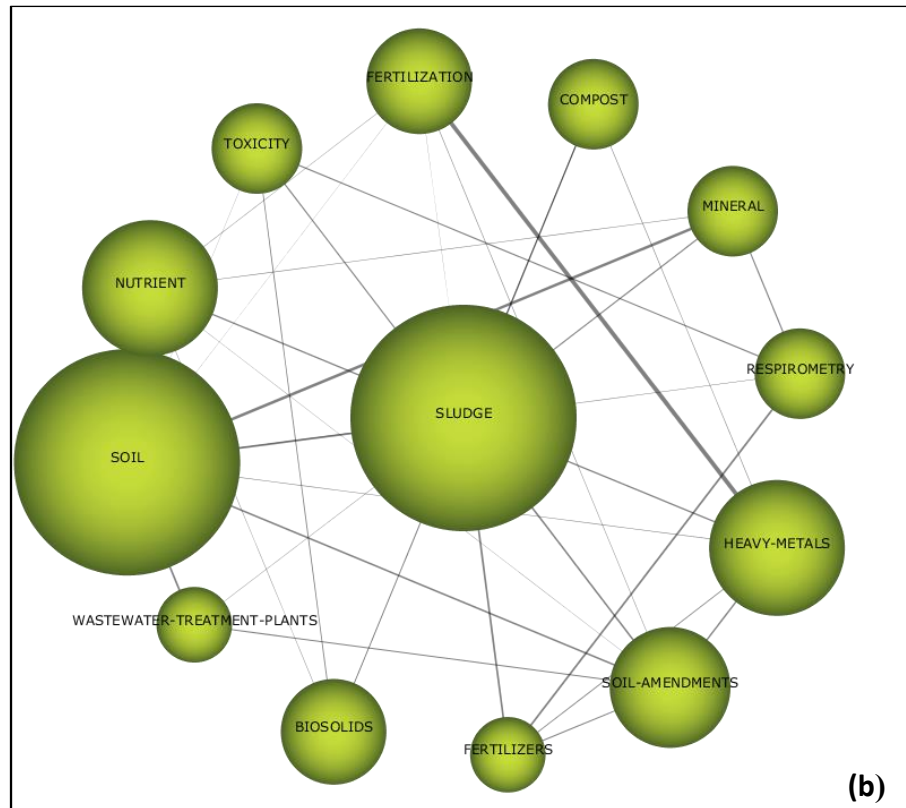 FERTILIZATION
COMPOST
TOXICITY
MINERAL
NUTRIENT
RESPIROMETRY
SLUDGE
SOIL
HEAVY-METALS
WASTEWATER-TREATMENT-PLANTS
SOIL-AMENDMENTS
BIOSOLIDS
FERTILIZERS
(b)